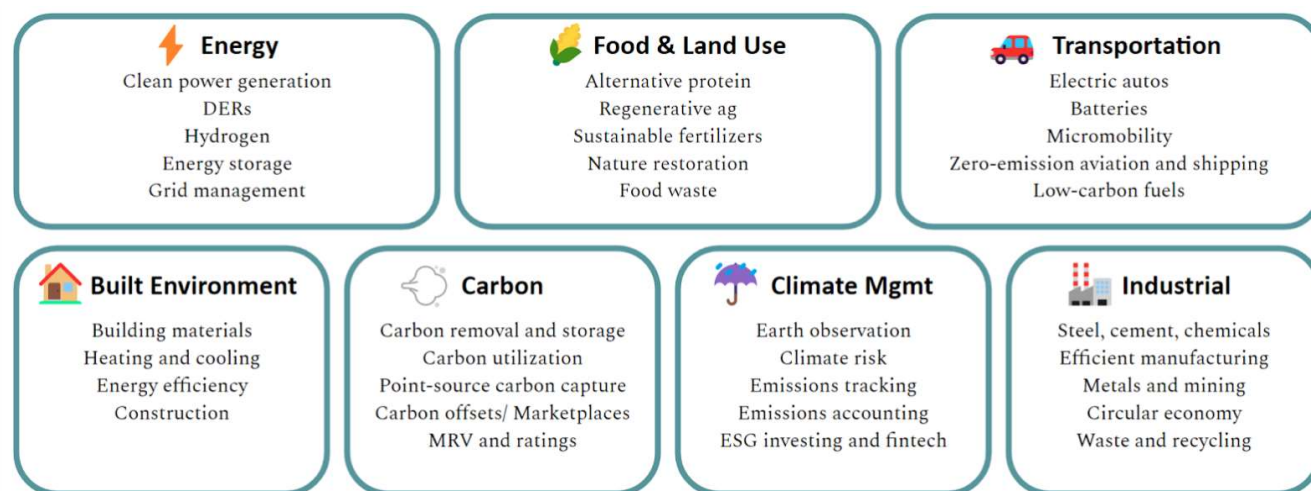 Energy
Clean power generation
DERs
Hydrogen
Energy storage
Grid management
Food & Land Use
Alternative protein
Regenerative ag
Sustainable fertilizers
Nature restoration
Food waste
Transportation
Electric autos
Batteries
Micromobility
Zero-emission aviation and shipping
Low-carbon fuels
Built Environment
Building materials
Heating and cooling
Energy efficiency
Construction
Carbon
Carbon removal and storage
Carbon utilization
Point-source carbon capture
Carbon offsets/ Marketplaces
MRV and ratings
Climate Mgmt
Earth observation
Climate risk
Emissions tracking
Emissions accounting
ESG investing and fintech
Industrial
Steel, cement, chemicals
Efficient manufacturing
Metals and mining
Circular economy
Waste and recycling